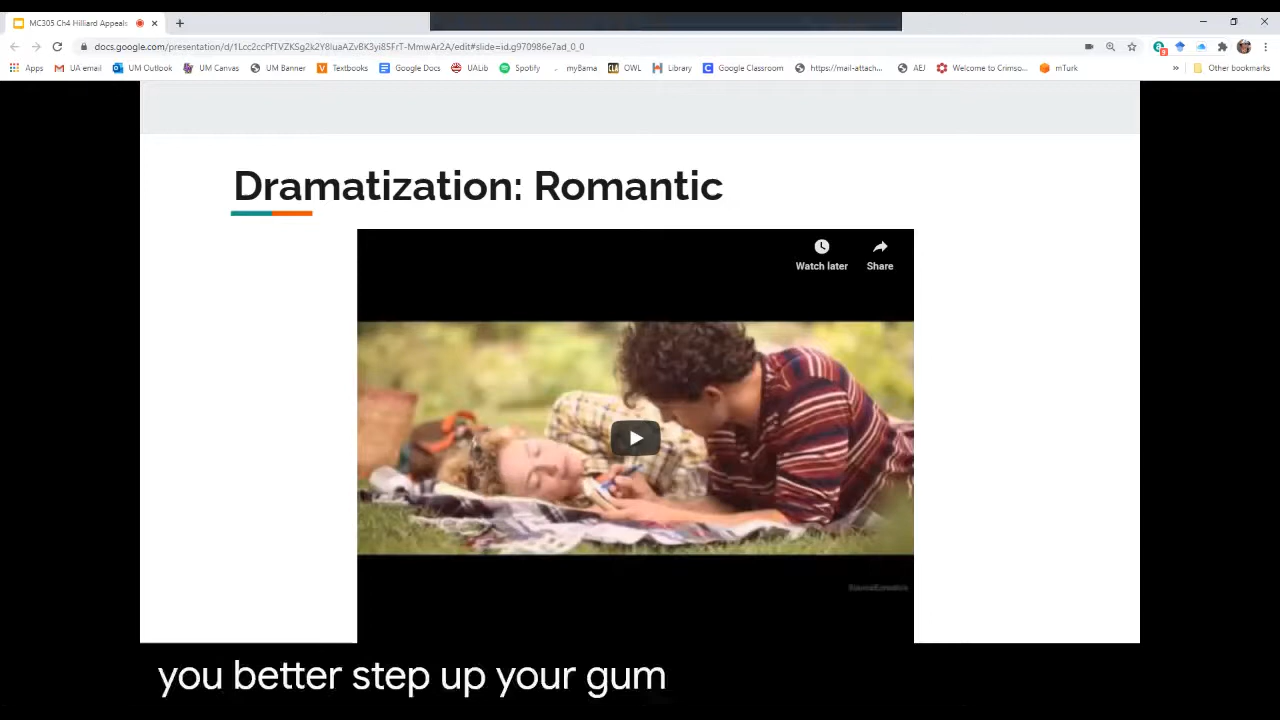 MC305 Ch4 Hilliard Appeals
docs.google.com/presentation/d/1Lcc2ccPfTVZKSg2k2Y8luaAZvBK3yi8SFrT-MmwAr2A/edit#slide=id.g970986e7ad_0_0
Apps UA email UM Outlook UM Canvas UM Banner Textbooks Google Docs UALib Spotify myBama OWL Library Google Classroom https://mail-attach... AEJ Welcome to Crimso... mTurk » Other bookmarks
Dramatization: Romantic
Watch later Share
you better step up your gum